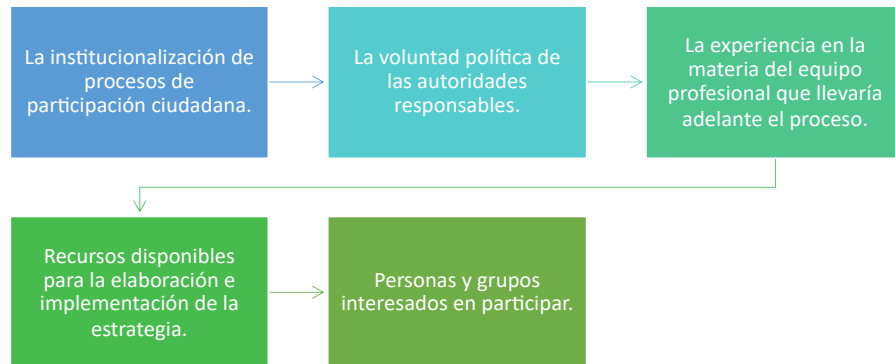 La institucionalización de
procesos de
participación ciudadana.
La voluntad política de
las autoridades
responsables.
La experiencia en la
materia del equipo
profesional que llevaría
adelante el proceso.
Recursos disponibles
para la elaboración e
implementación de la
estrategia.
Personas y grupos
interesados en participar.